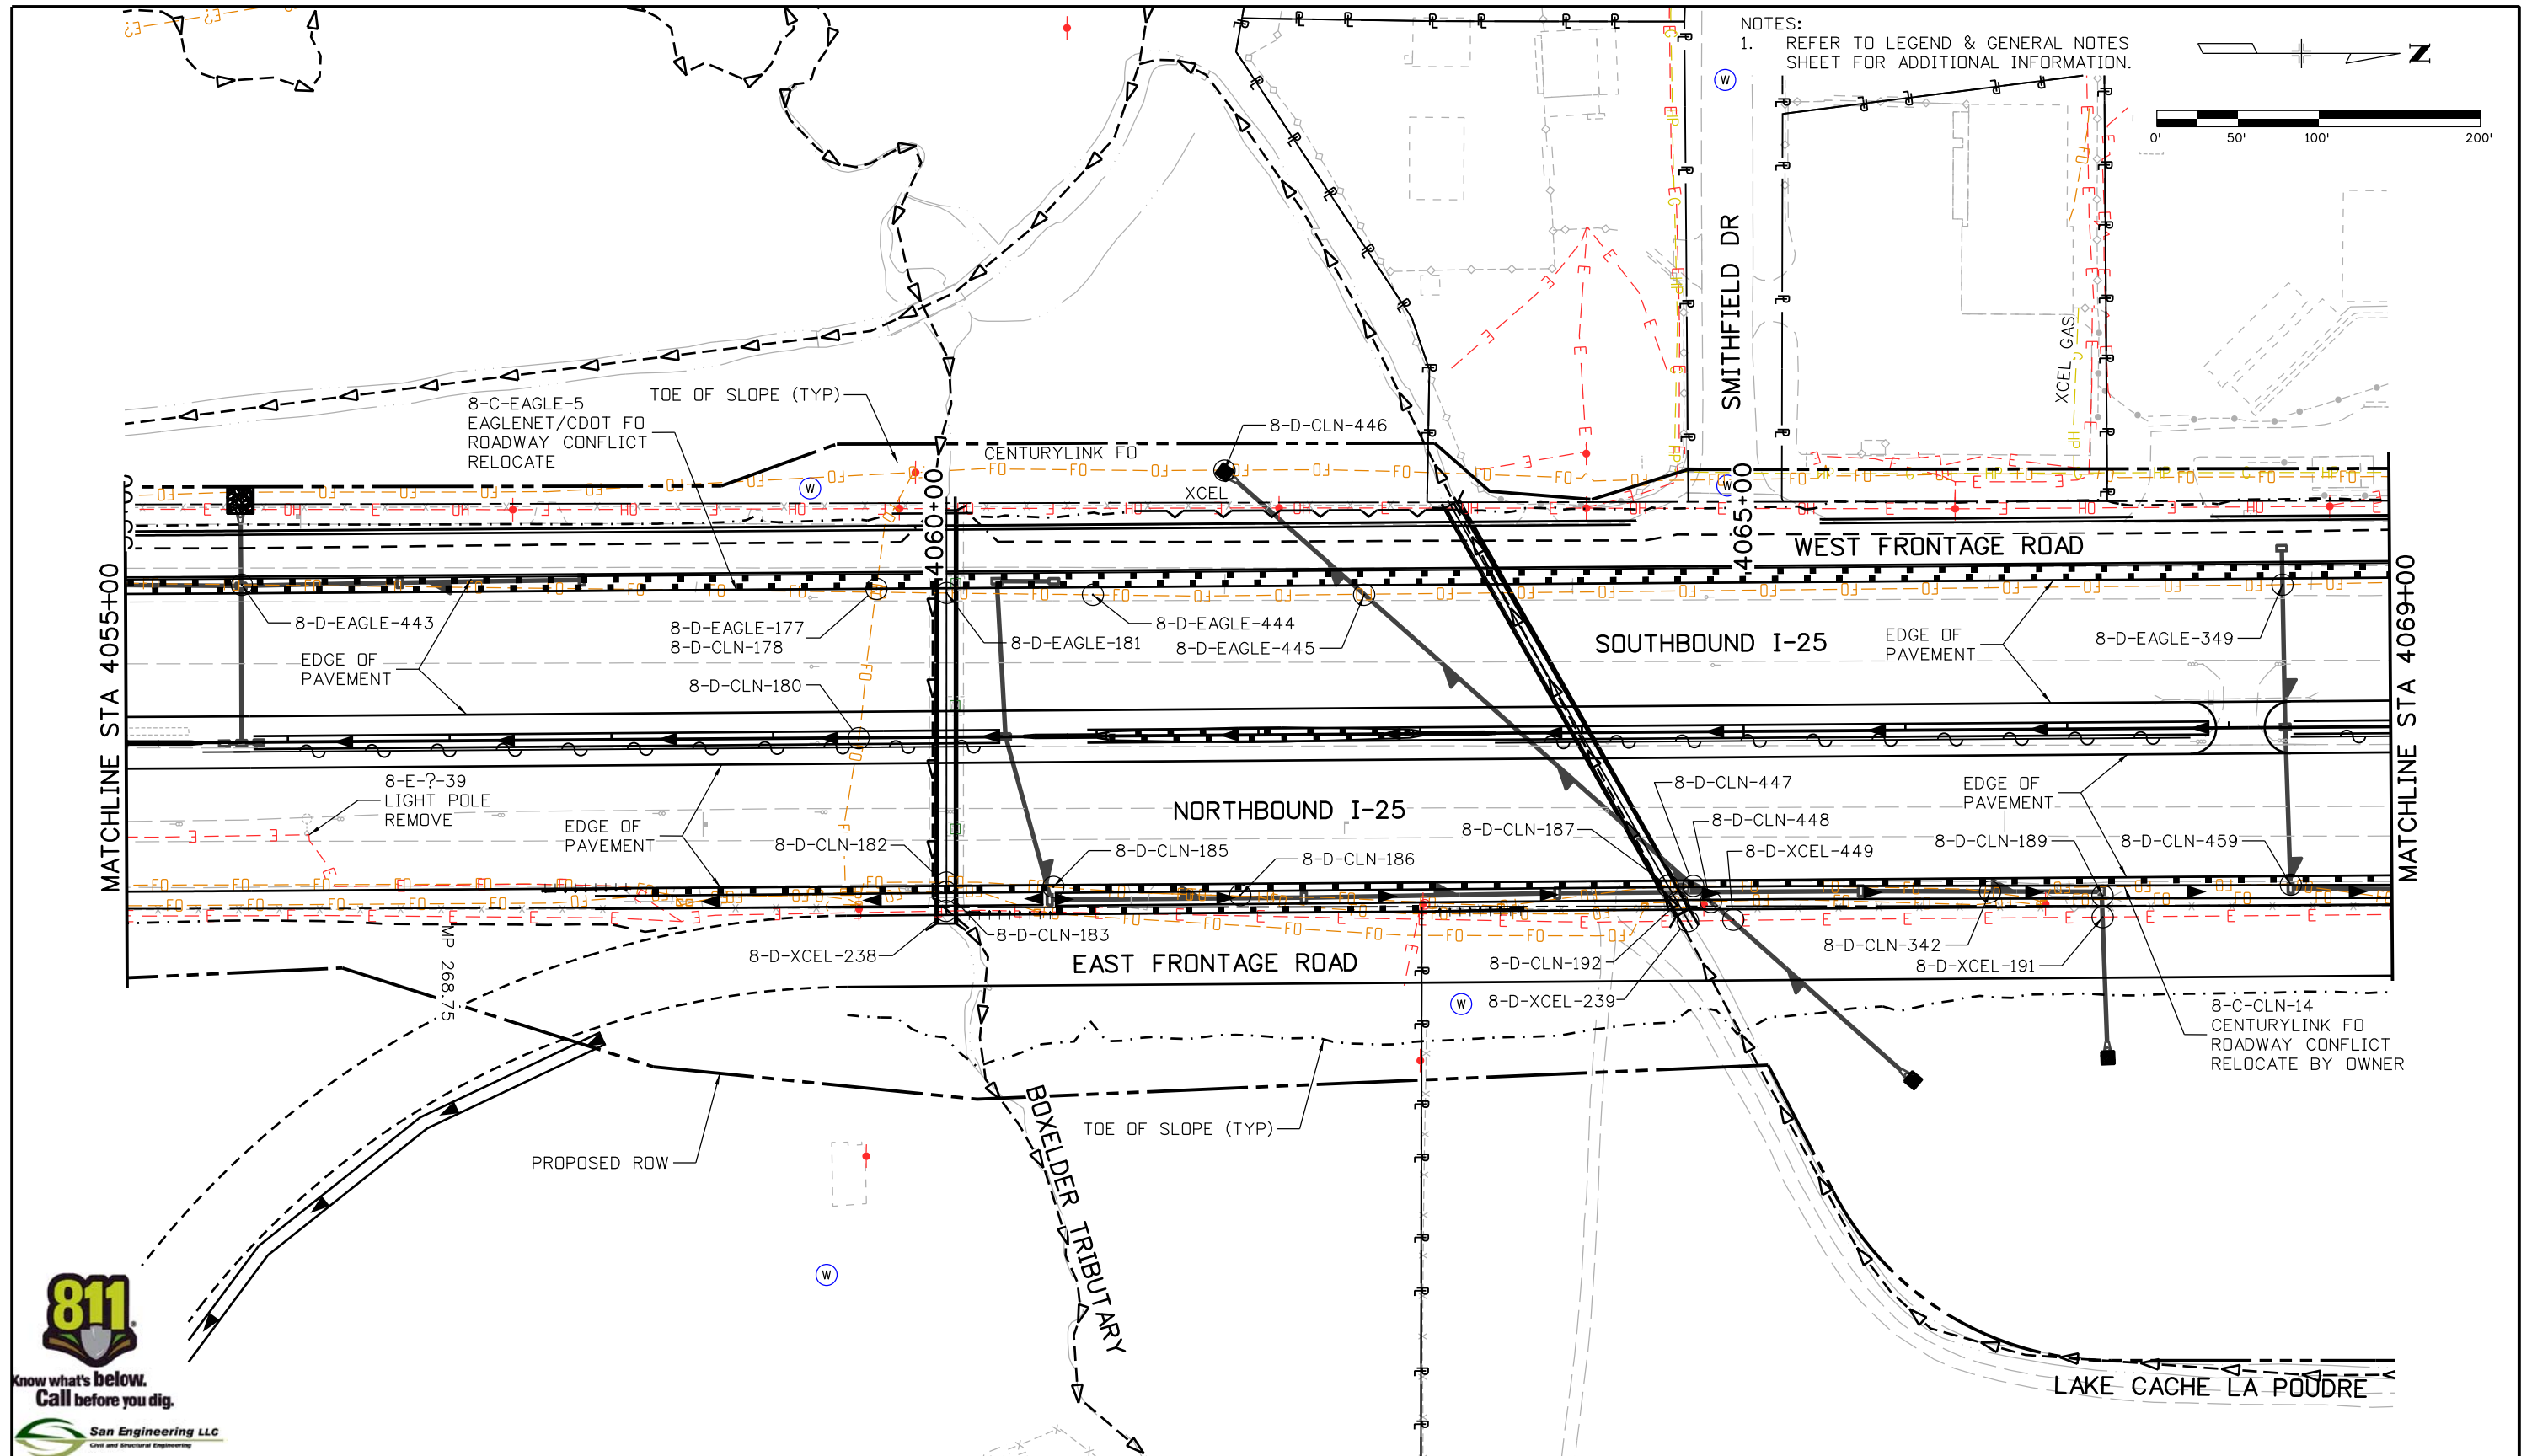 NOTES:
1. REFER TO LEGEND & GENERAL NOTES
SHEET FOR ADDITIONAL INFORMATION.
N
0' 50' 100' 200'
SMITHFIELD DR
XCEL GAS
TOE OF SLOPE (TYP)
8-C-EAGLE-5
EAGLENET/CDOT FO
ROADWAY CONFLICT
RELOCATE
8-D-CLN-446
CENTURYLINK FO
XCEL
4060+00
4065+00
WEST FRONTAGE ROAD
MATCHLINE STA 4055+00
MATCHLINE STA 4069+00
8-D-EAGLE-443
8-D-EAGLE-177
8-D-CLN-178
8-D-EAGLE-181
8-D-EAGLE-444
8-D-EAGLE-445
SOUTHBOUND I-25
EDGE OF
PAVEMENT
8-D-EAGLE-349
EDGE OF
PAVEMENT
8-D-CLN-180
8-E-?-39
LIGHT POLE
REMOVE
EDGE OF
PAVEMENT
NORTHBOUND I-25
8-D-CLN-447
8-D-CLN-448
8-D-XCEL-449
EDGE OF
PAVEMENT
8-D-CLN-187
8-D-CLN-189
8-D-CLN-459
8-D-CLN-182
8-D-CLN-185
8-D-CLN-186
MP 268.75
8-D-XCEL-238
8-D-CLN-183
EAST FRONTAGE ROAD
8-D-CLN-192
8-D-XCEL-239
8-D-CLN-342
8-D-XCEL-191
8-C-CLN-14
CENTURYLINK FO
ROADWAY CONFLICT
RELOCATE BY OWNER
BOXELDER TRIBUTARY
TOE OF SLOPE (TYP)
PROPOSED ROW
LAKE CACHE LA POUDRE
811
Know what's below.
Call before you dig.
San Engineering LLC
Civil and Structural Engineering